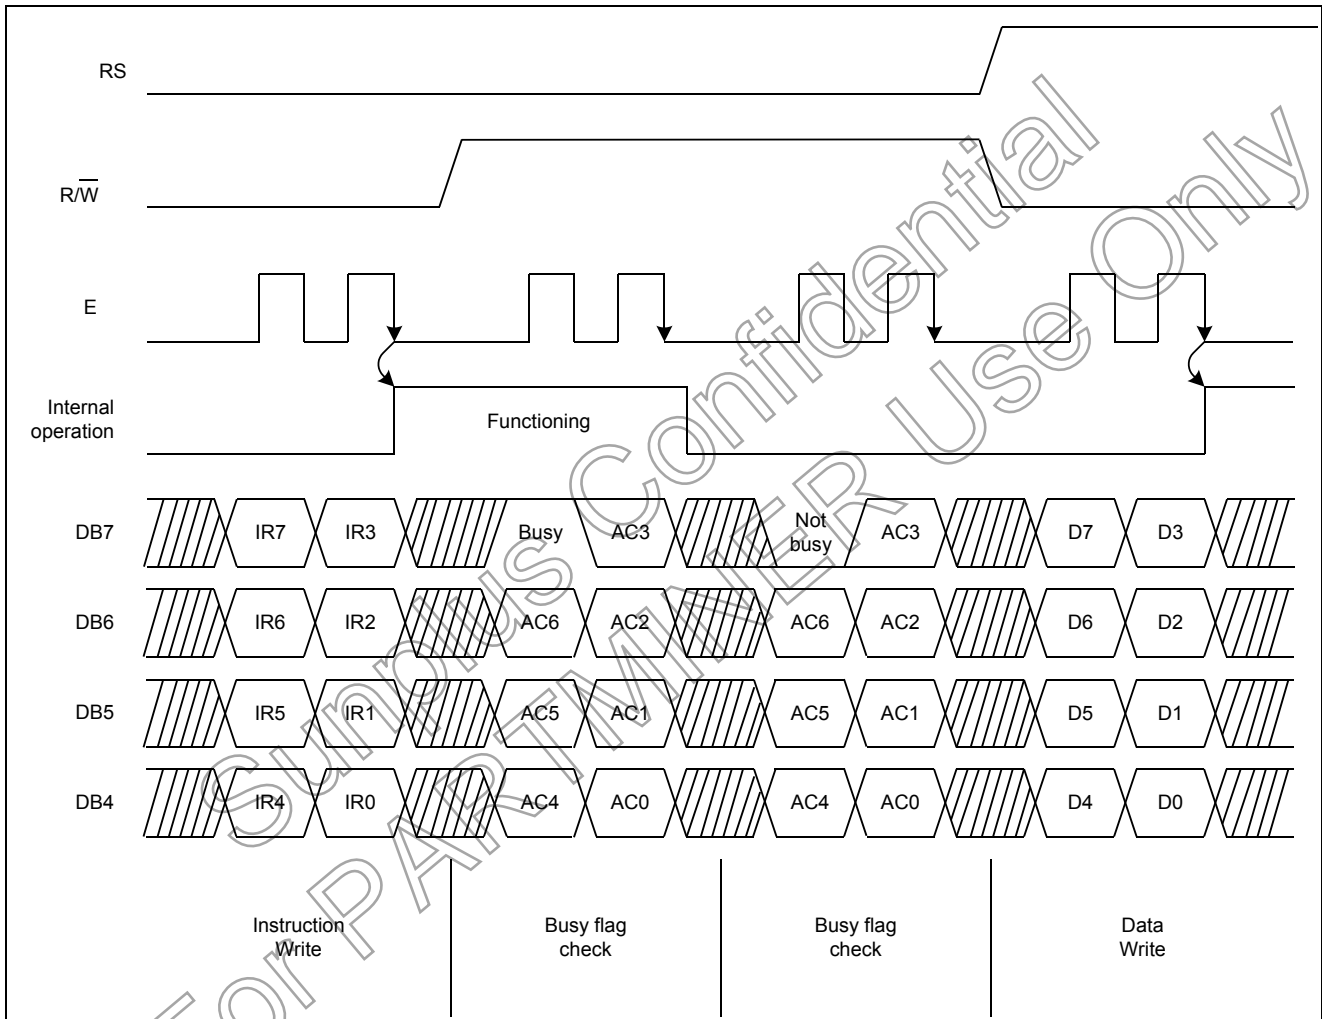 RS
R/W
E
Internal
operation
Functioning
DB7 IR7 IR3 Busy AC3 Not
busy AC3 D7 D3
DB6 IR6 IR2 AC6 AC2 AC6 AC2 D6 D2
DB5 IR5 IR1 AC5 AC1 AC5 AC1 D5 D1
DB4 IR4 IR0 AC4 AC0 AC4 AC0 D4 D0
Instruction
Write
Busy flag
check
Busy flag
check
Data
Write
Sunplus Confidential
For PARTMINER Use Only